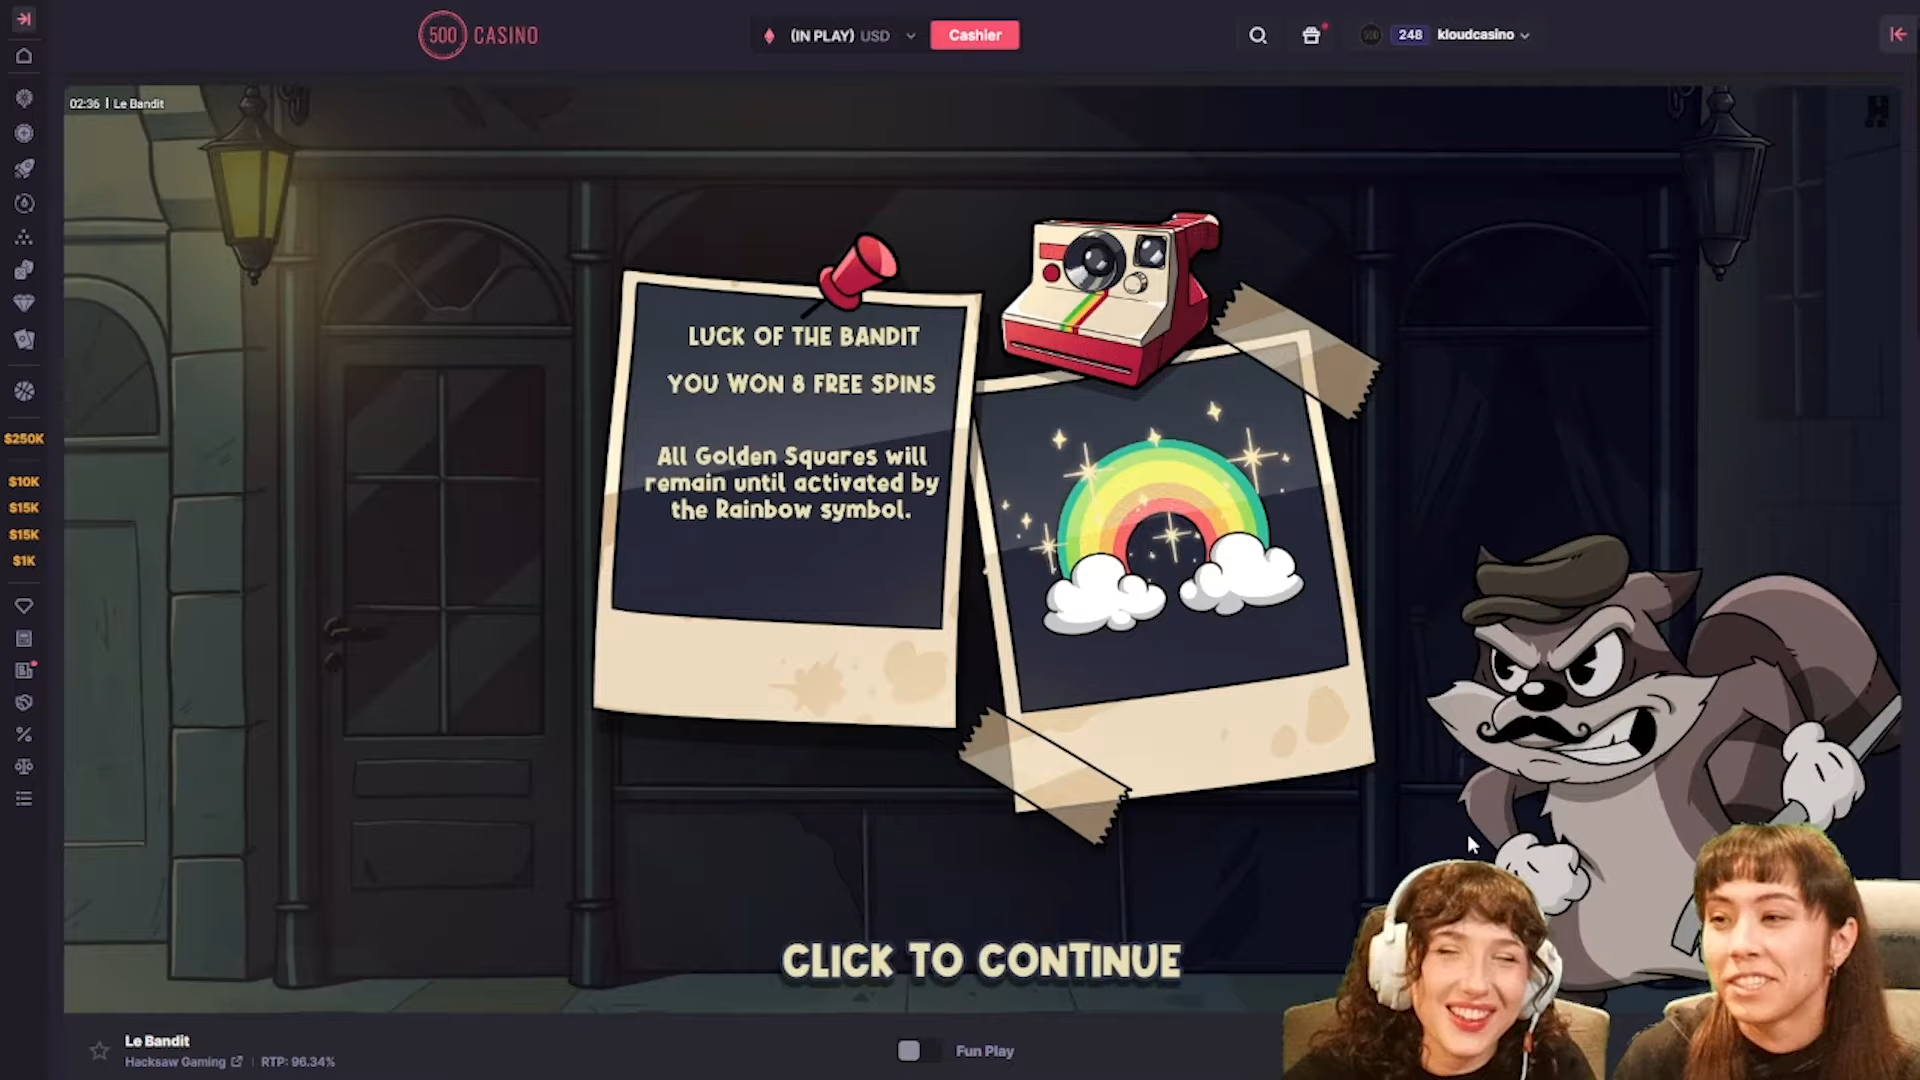 500 CASINO
(IN PLAY) USD
Cashier
248 kloudcasino
02:36 | Le Bandit
$250K
$10K
$15K
$15K
$1K
LUCK OF THE BANDIT
YOU WON 8 FREE SPINS
All Golden Squares will
remain until activated by
the Rainbow symbol.
CLICK TO CONTINUE
Le Bandit
Hacksaw Gaming | RTP: 96.34%
Fun Play